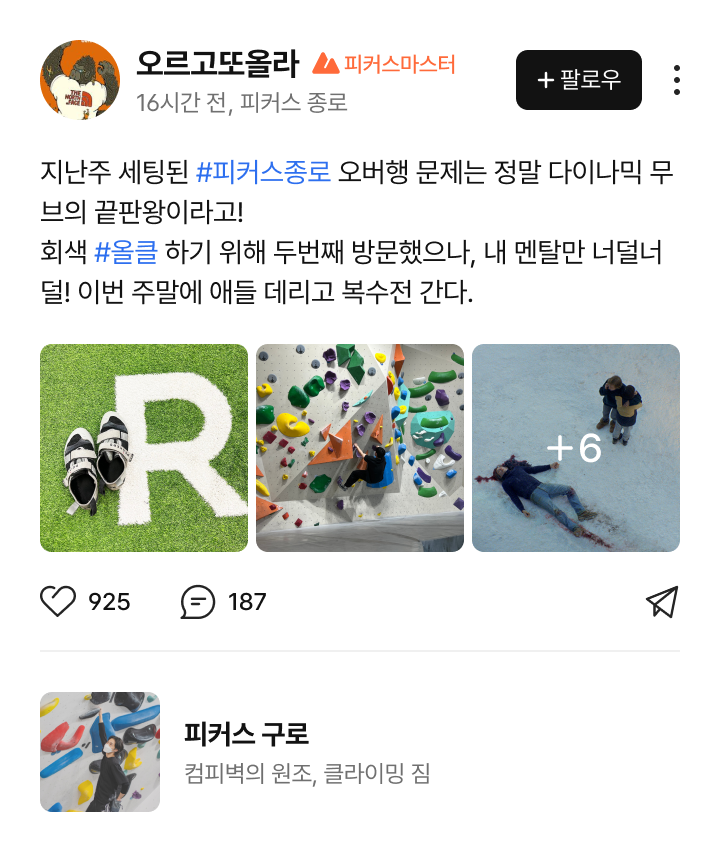 오르고또올라 피커스마스터
16시간 전, 피커스 종로
+ 팔로우
THE NORTH FACE
지난주 세팅된 #피커스종로 오버행 문제는 정말 다이나믹 무
브의 끝판왕이라고!
회색 #올클 하기 위해 두번째 방문했으나, 내 멘탈만 너덜너
덜! 이번 주말에 애들 데리고 복수전 간다.
R
+6
925 187
피커스 구로
컴피벽의 원조, 클라이밍 짐